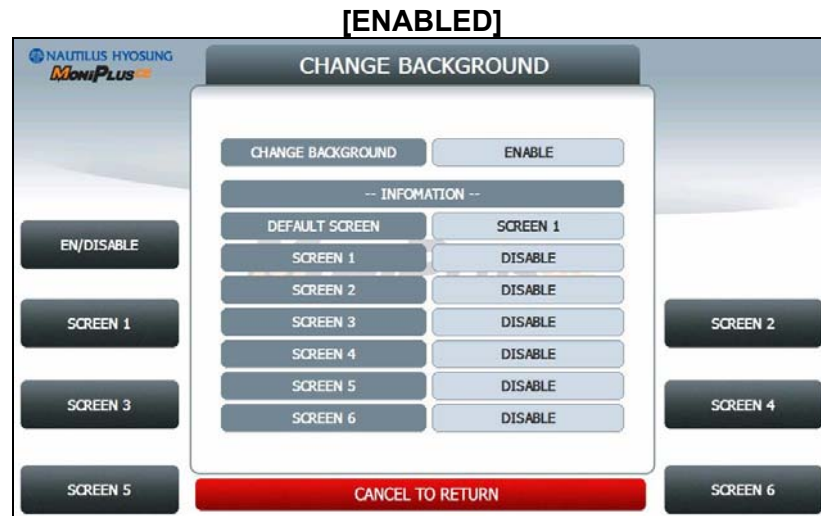 [ENABLED]
NAUTILUS HYOSUNG
MoniPlus CE
CHANGE BACKGROUND
CHANGE BACKGROUND ENABLE
-- INFOMATION --
DEFAULT SCREEN SCREEN 1
EN/DISABLE
SCREEN 1 DISABLE
SCREEN 2 DISABLE
SCREEN 1
SCREEN 3 DISABLE
SCREEN 2
SCREEN 4 DISABLE
SCREEN 3
SCREEN 5 DISABLE
SCREEN 4
SCREEN 6 DISABLE
SCREEN 5
CANCEL TO RETURN
SCREEN 6